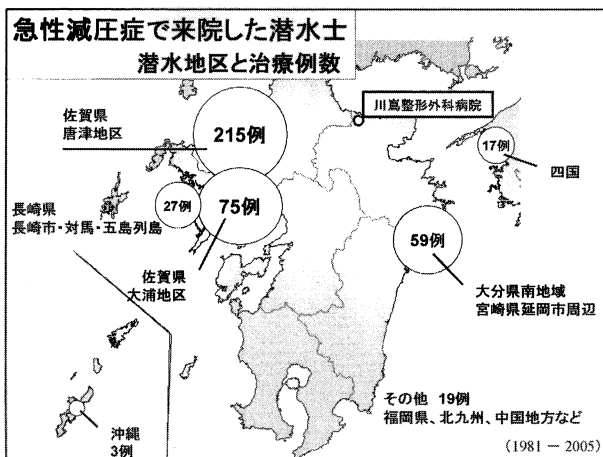 急性減圧症で来院した潜水士
潜水地区と治療例数
川嶌整形外科病院
佐賀県
唐津地区
215例
17例
四国
長崎県
長崎市・対馬・五島列島
27例
75例
59例
佐賀県
大浦地区
大分県南地域
宮崎県延岡市周辺
その他 19例
福岡県、北九州、中国地方など
沖縄
3例
(1981 － 2005)